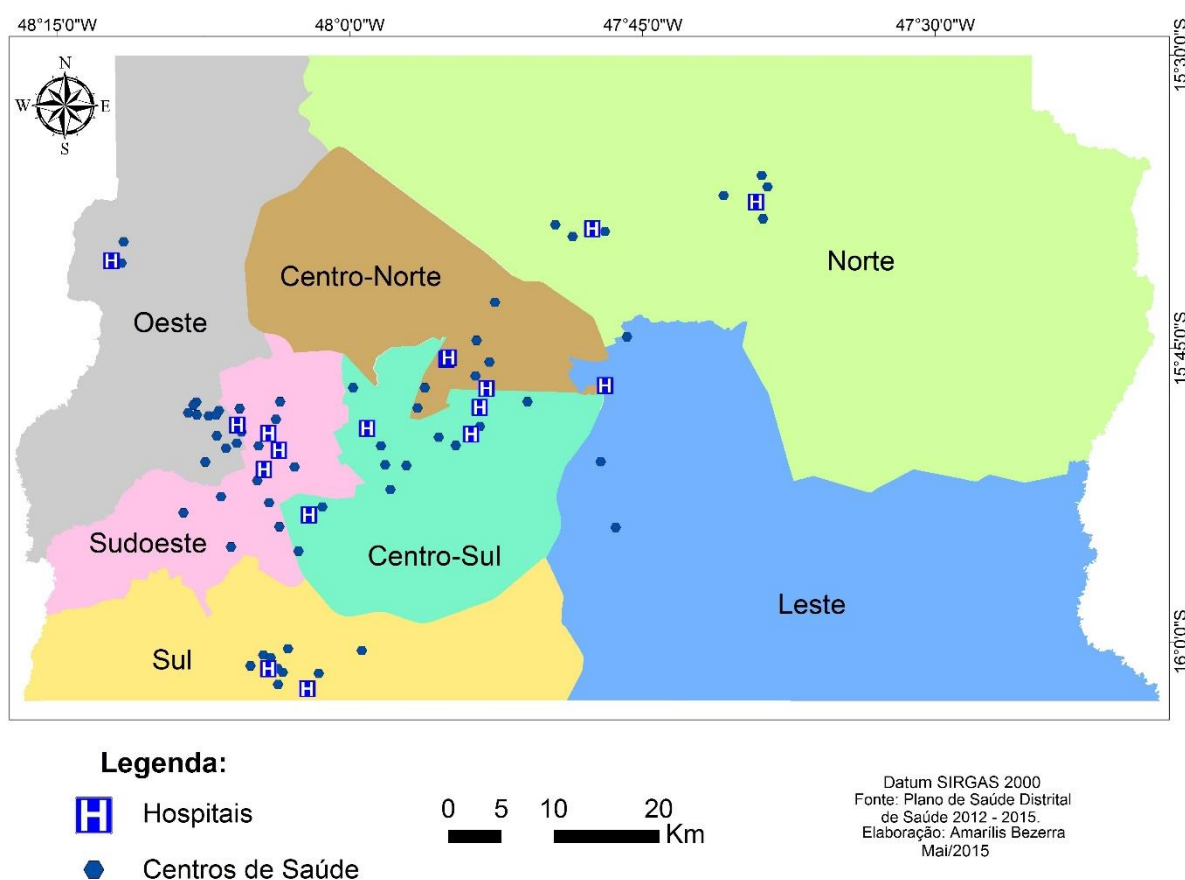 48°15'0"W 48°0'0"W 47°45'0"W 47°30'0"W
15°30'0"S
N
W E
S
Norte
Centro-Norte
Oeste
15°45'0"S
Sudoeste
Centro-Sul
Leste
Sul
16°0'0"S
H H H H H H H H H H H H H H H H
Legenda:
H Hospitais
Centros de Saúde
0 5 10 20
Km
Datum SIRGAS 2000
Fonte: Plano de Saúde Distrital
de Saúde 2012 - 2015.
Elaboração: Amarílis Bezerra
Mai/2015